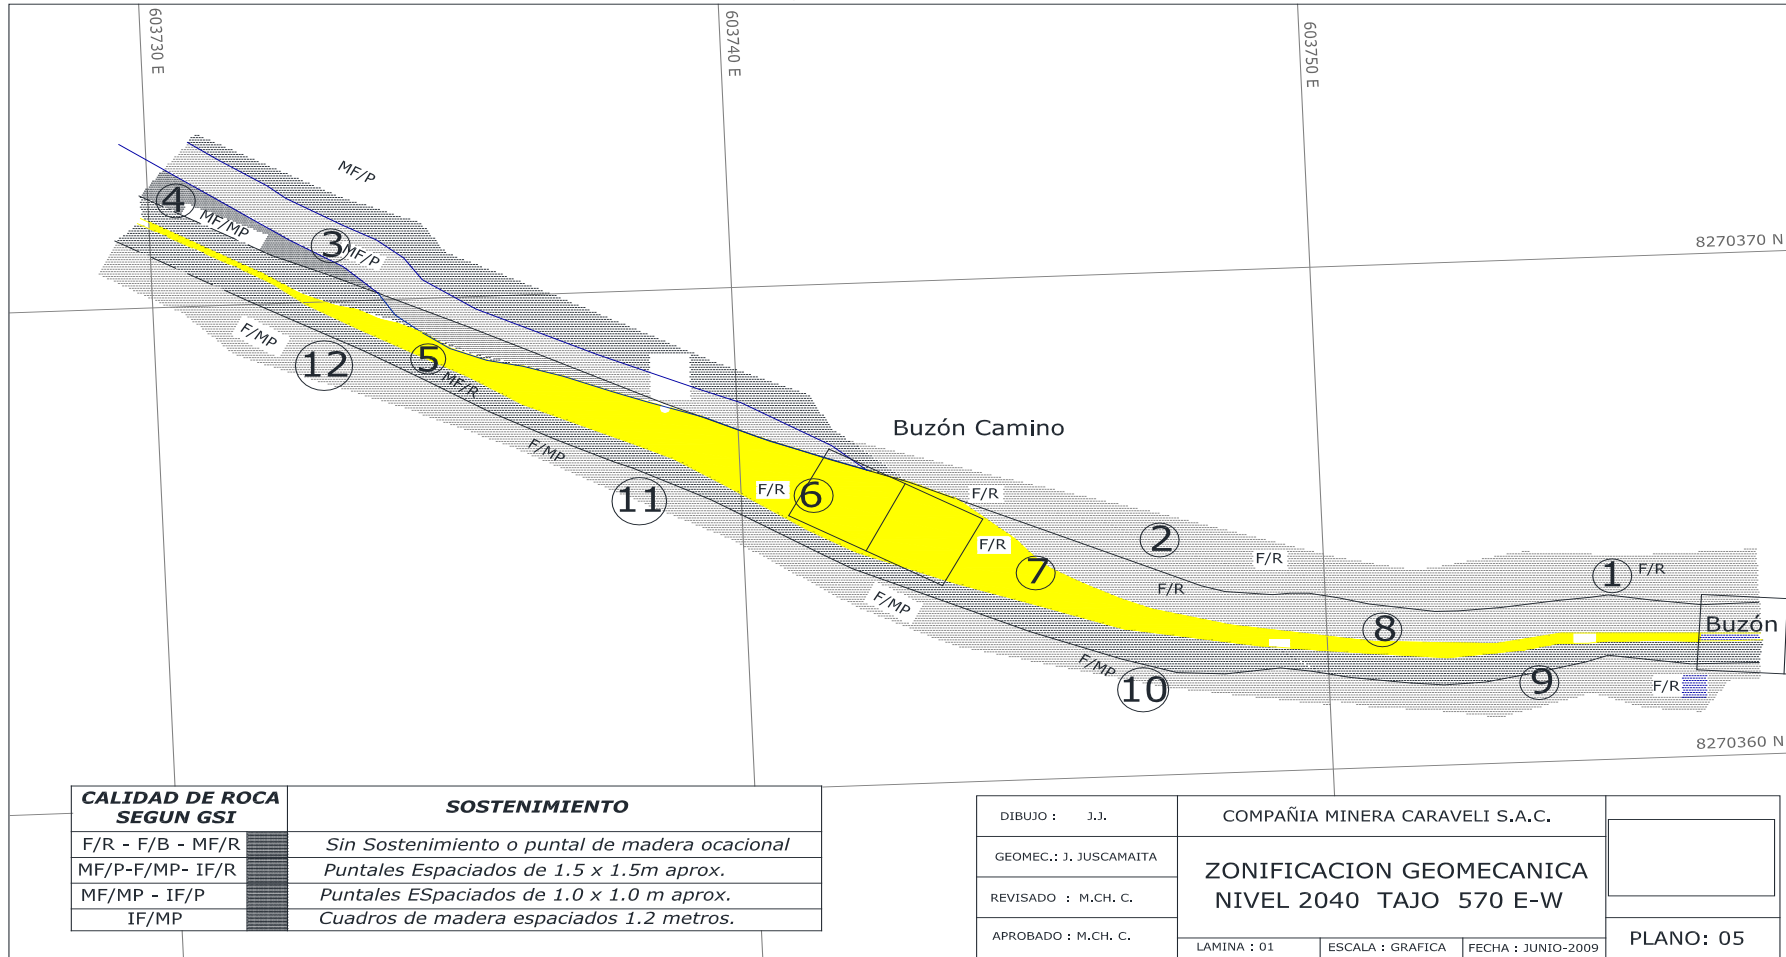 603730 E
603740 E
603750 E
MF/P
4
MF/MP
3
MF/P
8270370 N
F/MP
12
5
MF/R
Buzón Camino
F/MP
11
F/R
6
F/R
F/R
2
7
F/R
F/R
1
F/R
F/MP
8
Buzón
F/MP
10
9
F/R
8270360 N
CALIDAD DE ROCA
SEGUN GSI
SOSTENIMIENTO
F/R - F/B - MF/R
Sin Sostenimiento o puntal de madera ocacional
MF/P-F/MP- IF/R
Puntales Espaciados de 1.5 x 1.5m aprox.
MF/MP - IF/P
Puntales ESpaciados de 1.0 x 1.0 m aprox.
IF/MP
Cuadros de madera espaciados 1.2 metros.
DIBUJO : J.J.
GEOMEC.: J. JUSCAMAITA
REVISADO : M.CH. C.
APROBADO : M.CH. C.
COMPAÑIA MINERA CARAVELI S.A.C.
ZONIFICACION GEOMECANICA
NIVEL 2040 TAJO 570 E-W
LAMINA : 01
ESCALA : GRAFICA
FECHA : JUNIO-2009
PLANO: 05